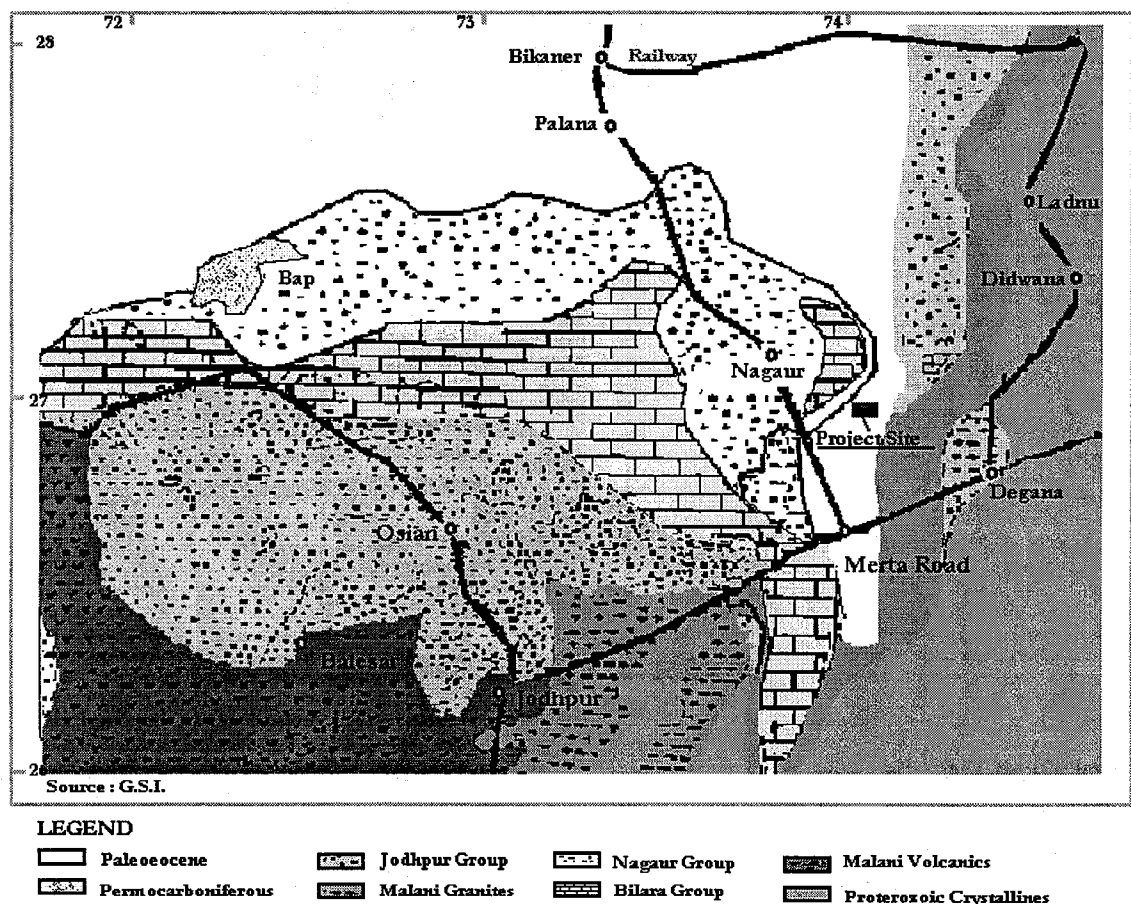 72 73 74
28
Bikaner Railway
Palana
Ladnu
Bap
Didwana
Nagaur
27
Project Site
Degana
Osian
Merta Road
Balesar
Jodhpur
Source : G.S.I.
LEGEND
Paleoeocene Jodhpur Group Nagaur Group Malani Volcanics
Permocarboniferous Malani Granites Bilara Group Proterozoic Crystallines